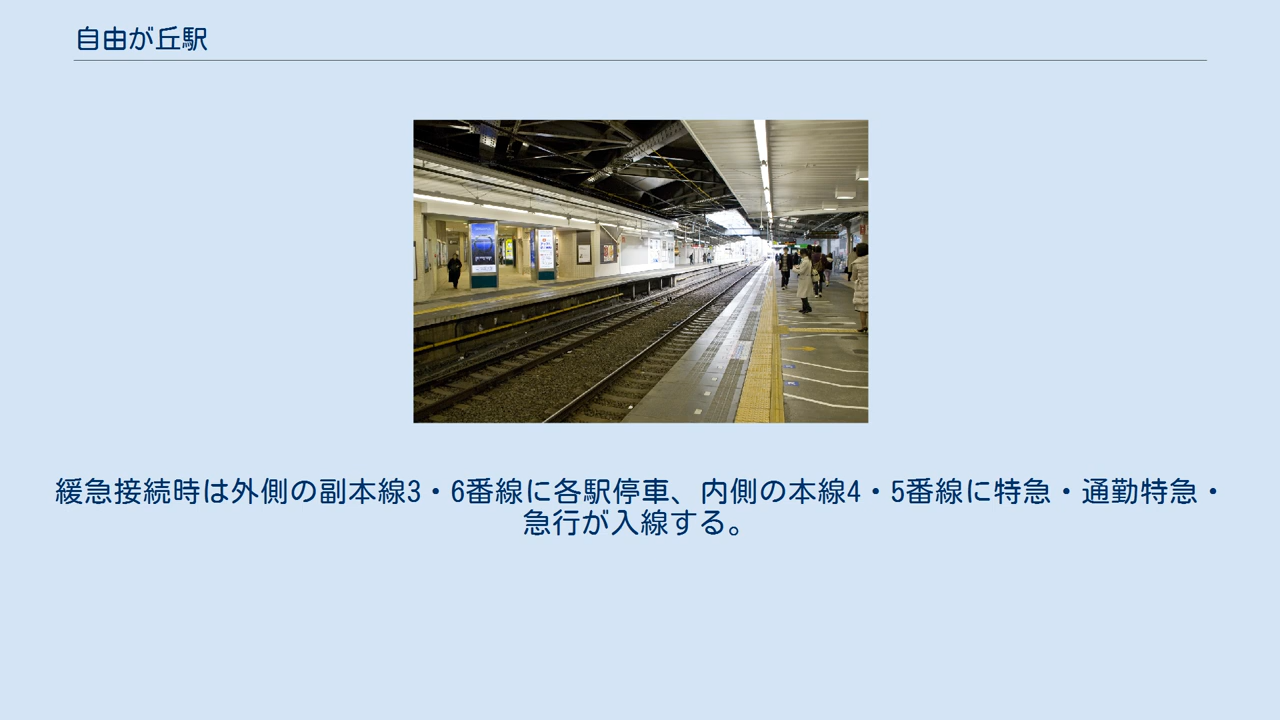 自由が丘駅
緩急接続時は外側の副本線3・6番線に各駅停車、内側の本線4・5番線に特急・通勤特急・
急行が入線する。